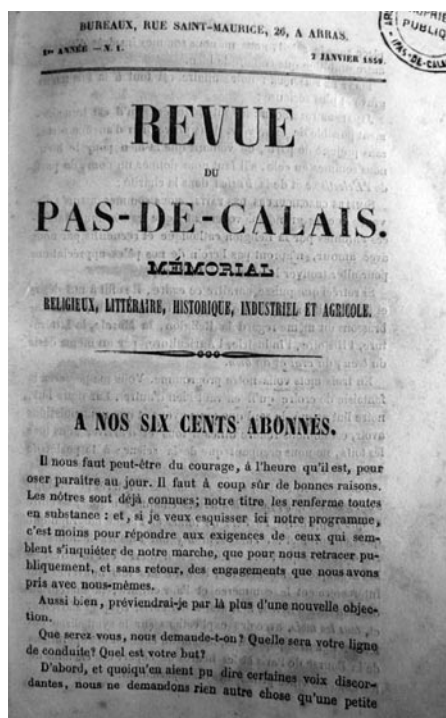 BUREAUX, RUE SAINT-MAURICE, 26, A ARRAS.
1re ANNÉE. — N. 1.
7 JANVIER
PUBLIQUE
PAS-DE-CALAIS
REVUE
DU
PAS-DE-CALAIS.
MÉMORIAL
RELIGIEUX, LITTÉRAIRE, HISTORIQUE, INDUSTRIEL ET AGRICOLE.
A NOS SIX CENTS ABONNÉS.
Il nous faut peut-être du courage, à l'heure qu'il est, pour
oser paraître au jour. Il faut à coup sûr de bonnes raisons.
Les nôtres sont déjà connues; notre titre les renferme toutes
en substance : et, si je veux esquisser ici notre programme,
c'est moins pour répondre aux exigences de ceux qui sem-
blent s'inquiéter de notre marche, que pour nous retracer pu-
bliquement, et sans retour, des engagements que nous avons
pris avec nous-mêmes.
Aussi bien, préviendrai-je par là plus d'une nouvelle objec-
tion.
Que serez-vous, nous demande-t-on? Quelle sera votre ligne
de conduite? Quel est votre but?
D'abord, et quoiqu'en aient pu dire certaines voix discor-
dantes, nous ne demandons rien autre chose qu'une petite